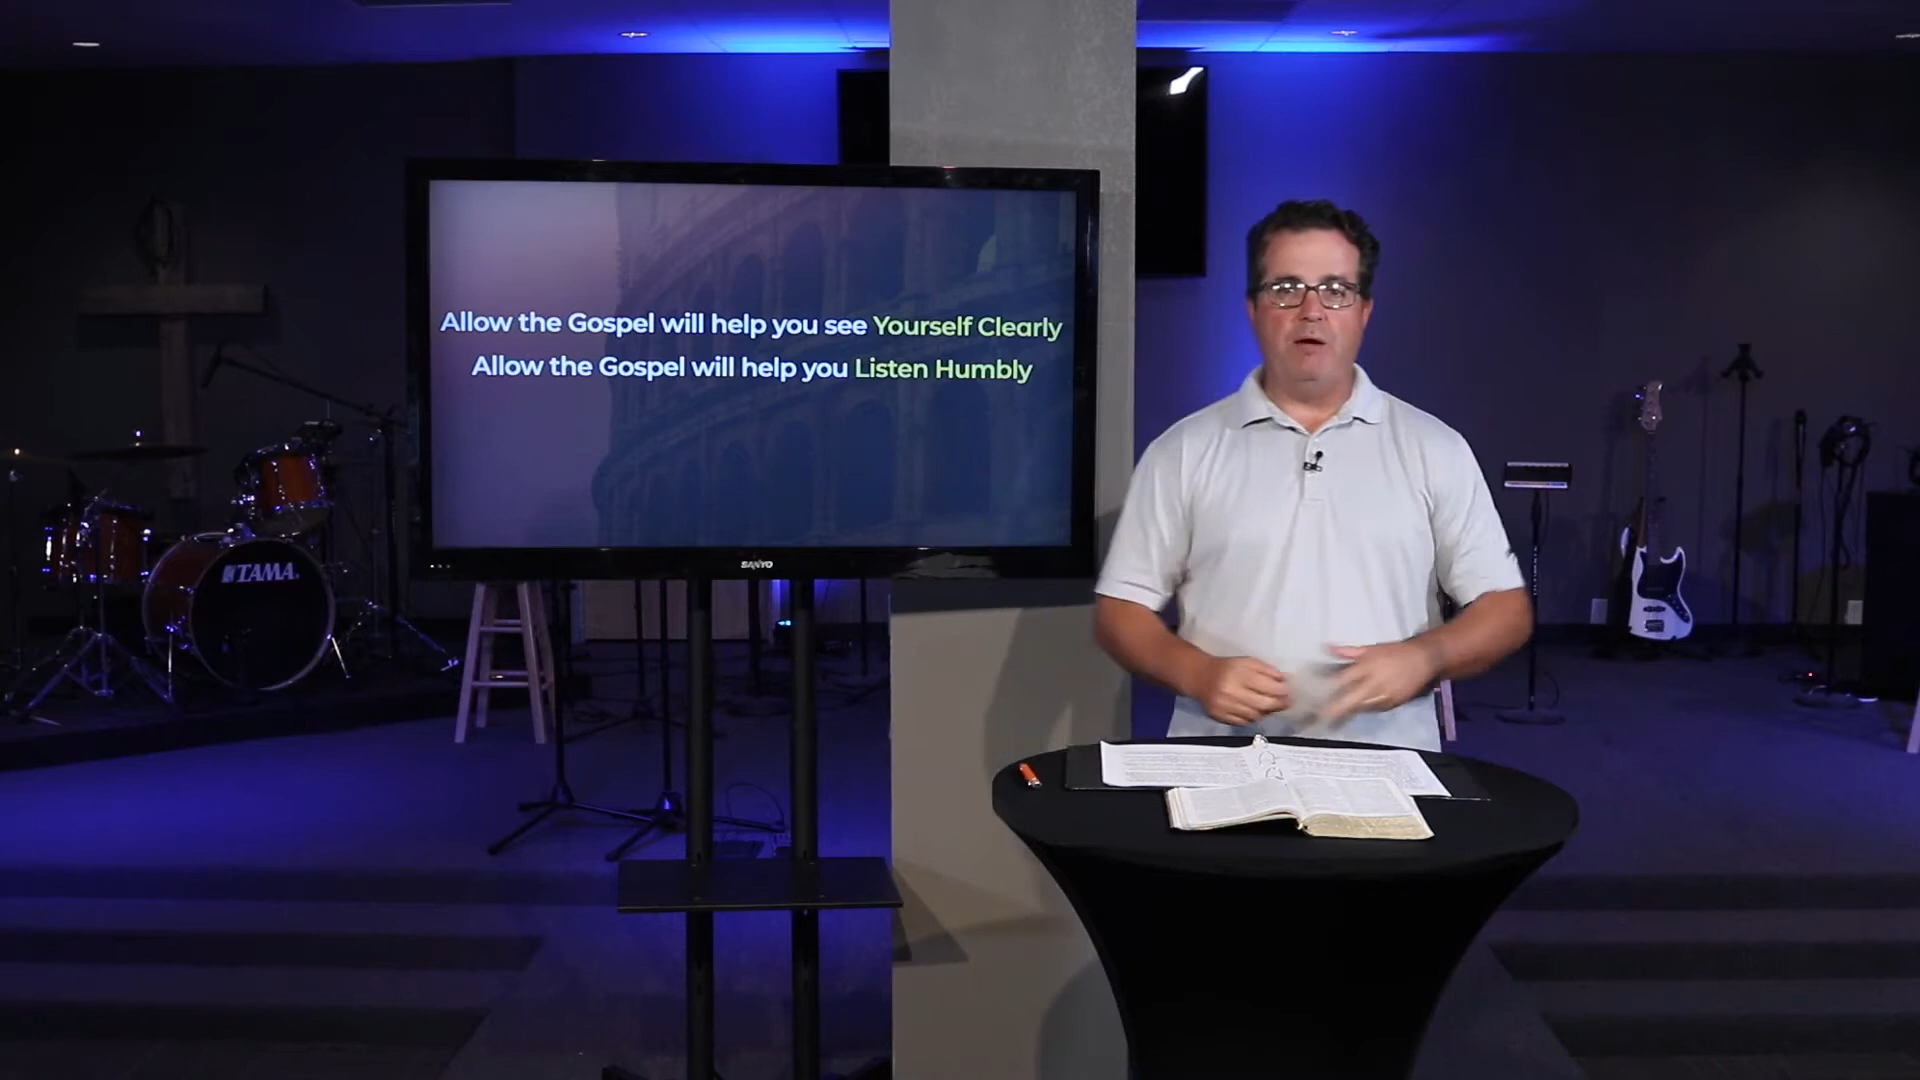 Allow the Gospel will help you see Yourself Clearly
Allow the Gospel will help you Listen Humbly
SANYO
TAMA